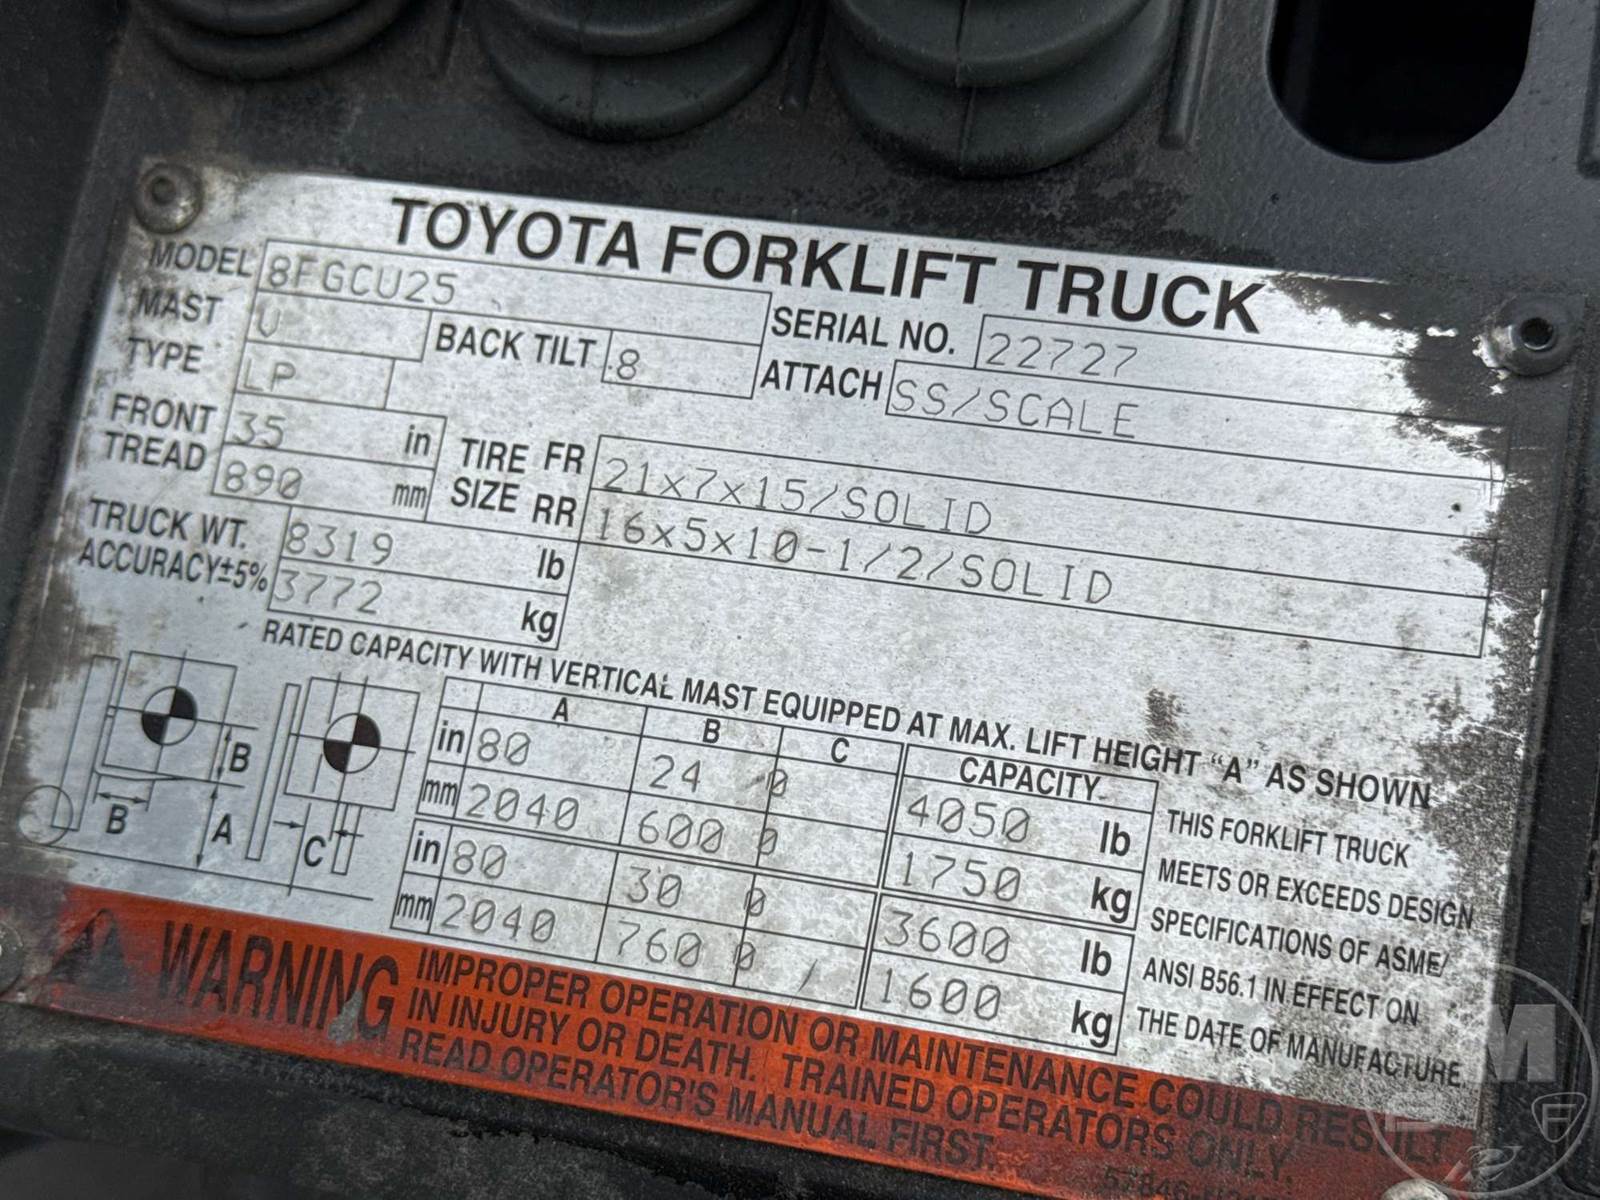 TOYOTA FORKLIFT TRUCK
MODEL 8FGCU25 SERIAL NO. 22727
MAST V BACK TILT 8 ATTACH SS/SCALE
TYPE LP
FRONT TREAD 35 in TIRE SIZE FR 21x7x15/SOLID
890 mm RR 16x5x10-1/2/SOLID
TRUCK WT. 8319 lb
ACCURACY±5% 3772 kg
RATED CAPACITY WITH VERTICAL MAST EQUIPPED AT MAX. LIFT HEIGHT "A" AS SHOWN
A B C CAPACITY
in 80 24 0 4050 lb
mm 2040 600 0 1750 kg
in 80 30 0 3600 lb
mm 2040 760 0 1600 kg
B
B A C
THIS FORKLIFT TRUCK
MEETS OR EXCEEDS DESIGN
SPECIFICATIONS OF ASME/
ANSI B56.1 IN EFFECT ON
THE DATE OF MANUFACTURE.
WARNING
IMPROPER OPERATION OR MAINTENANCE COULD RESULT
IN INJURY OR DEATH. TRAINED OPERATORS ONLY.
READ OPERATOR'S MANUAL FIRST.